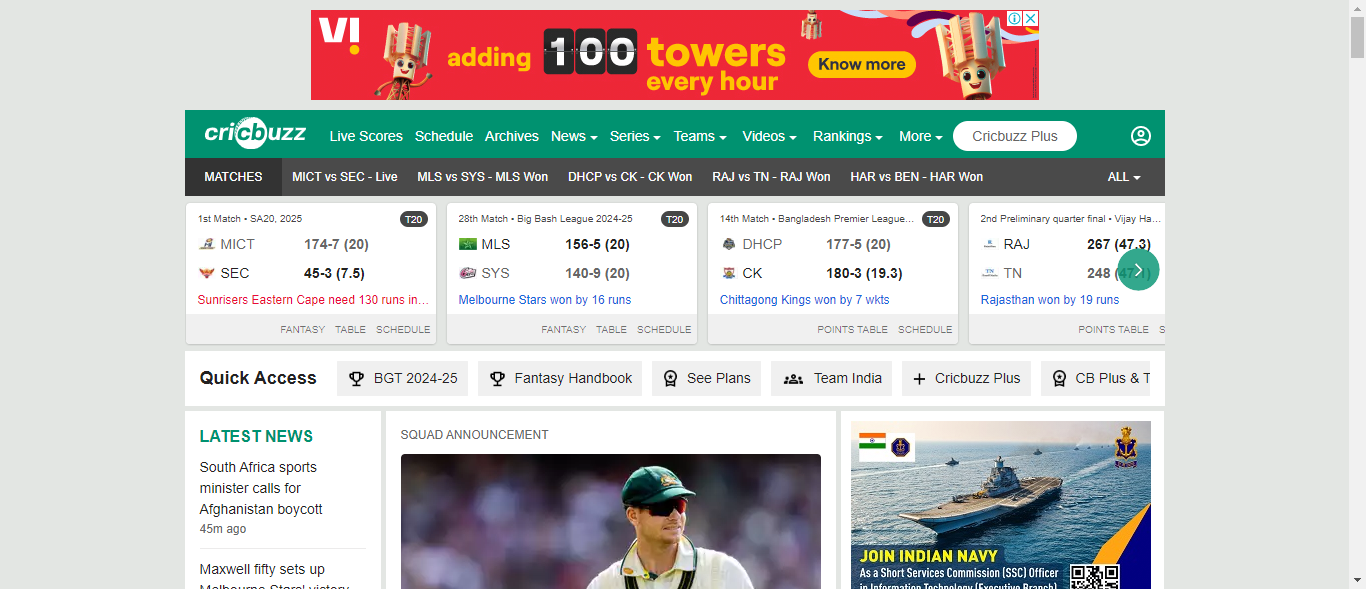 VI!
adding 100 towers
every hour
Know more
cricbuzz Live Scores Schedule Archives News Series Teams Videos Rankings More Cricbuzz Plus
MATCHES MICT vs SEC - Live MLS vs SYS - MLS Won DHCP vs CK - CK Won RAJ vs TN - RAJ Won HAR vs BEN - HAR Won ALL
1st Match • SA20, 2025 T20
MICT 174-7 (20)
SEC 45-3 (7.5)
Sunrisers Eastern Cape need 130 runs in...
FANTASY TABLE SCHEDULE
28th Match • Big Bash League 2024-25 T20
MLS 156-5 (20)
SYS 140-9 (20)
Melbourne Stars won by 16 runs
FANTASY TABLE SCHEDULE
14th Match • Bangladesh Premier League... T20
DHCP 177-5 (20)
CK 180-3 (19.3)
Chittagong Kings won by 7 wkts
POINTS TABLE SCHEDULE
2nd Preliminary quarter final • Vijay Ha...
RAJ 267 (47.3)
TN 248 (47.1)
Rajasthan won by 19 runs
POINTS TABLE S
Quick Access BGT 2024-25 Fantasy Handbook See Plans Team India Cricbuzz Plus CB Plus & T
LATEST NEWS
South Africa sports
minister calls for
Afghanistan boycott
45m ago
Maxwell fifty sets up
Melbourne Stars' victory
SQUAD ANNOUNCEMENT
JOIN INDIAN NAVY
As a Short Services Commission (SSC) Officer
in Information Technology (Executive Branch)